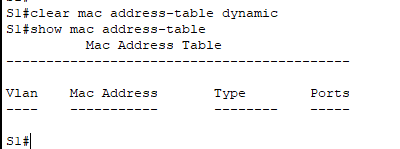 S1#clear mac address-table dynamic
S1#show mac address-table
Mac Address Table
-------------------------------------------
Vlan Mac Address Type Ports
---- ----------- -------- -----
S1#